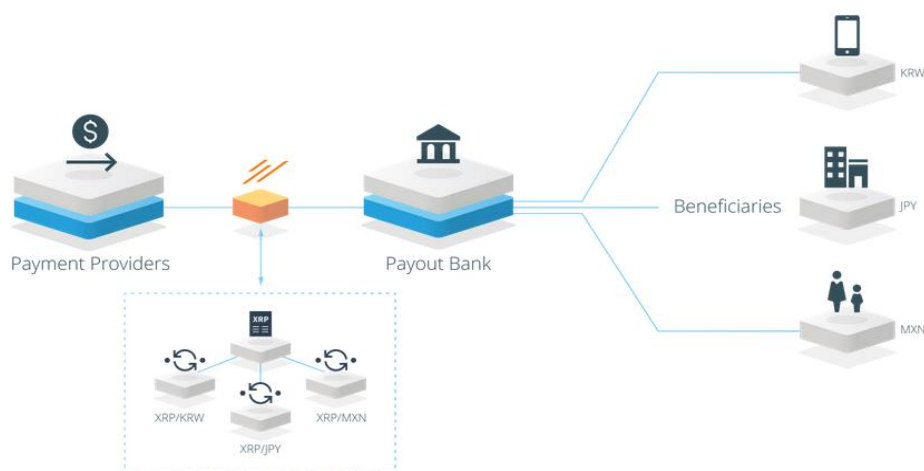 KRW
Beneficiaries
JPY
Payment Providers
Payout Bank
MXN
XRP
XRP/KRW
XRP/MXN
XRP/JPY